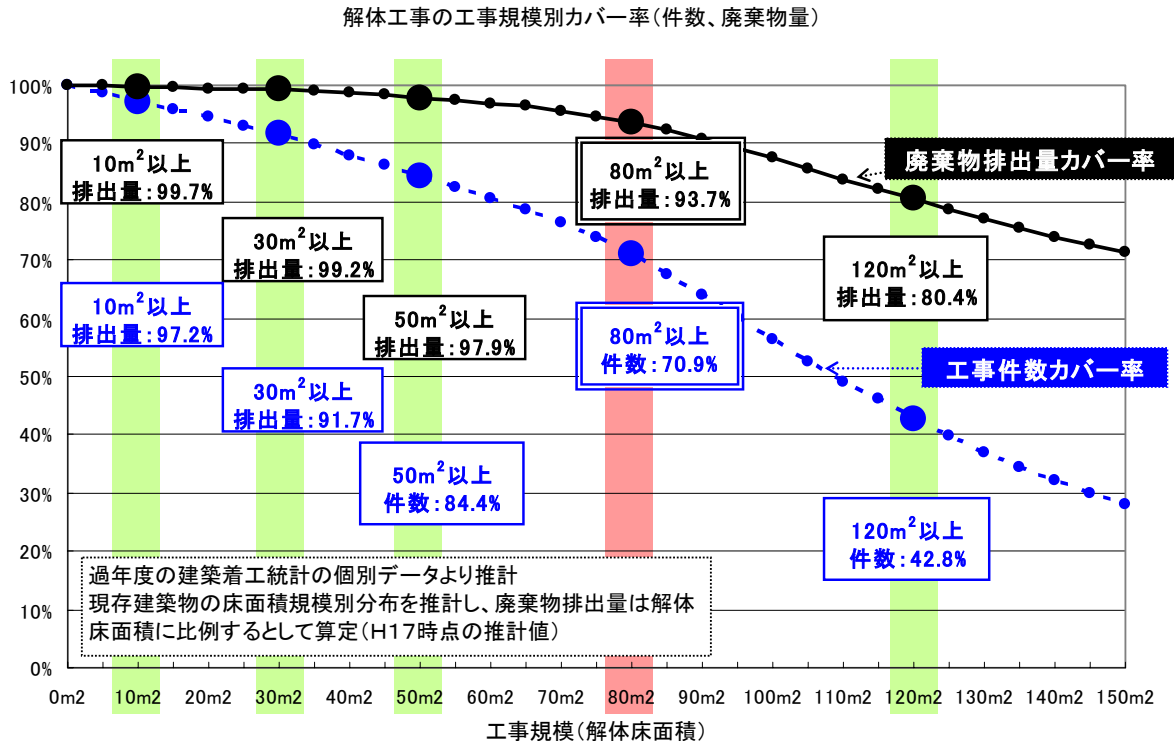 解体工事の工事規模別カバー率(件数、廃棄物量)
100%
90%
80%
70%
60%
50%
40%
30%
20%
10%
0%
10m²以上
排出量:99.7%
30m²以上
排出量:99.2%
50m²以上
排出量:97.9%
80m²以上
排出量:93.7%
120m²以上
排出量:80.4%
廃棄物排出量カバー率
10m²以上
排出量:97.2%
30m²以上
排出量:91.7%
50m²以上
件数:84.4%
80m²以上
件数:70.9%
120m²以上
件数:42.8%
工事件数カバー率
過年度の建築着工統計の個別データより推計
現存建築物の床面積規模別分布を推計し、廃棄物排出量は解体
床面積に比例するとして算定(H17時点の推計値)
0m2 10m2 20m2 30m2 40m2 50m2 60m2 70m2 80m2 90m2 100m2 110m2 120m2 130m2 140m2 150m2
工事規模(解体床面積)